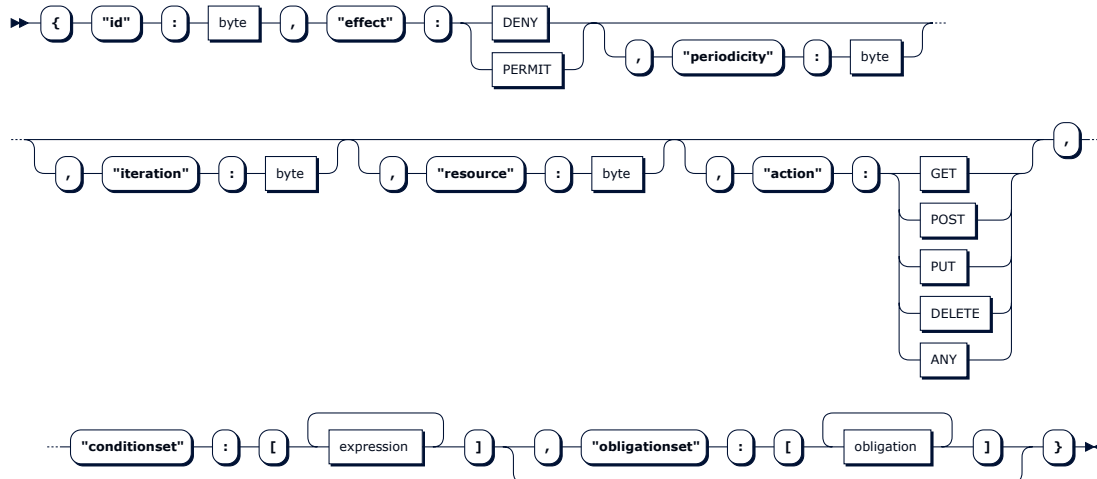 { "id" : byte , "effect" : DENY
PERMIT
, "periodicity" : byte
,
, "iteration" : byte , "resource" : byte , "action" : GET
POST
PUT
DELETE
ANY
"conditionset" : [ expression ] , "obligationset" : [ obligation ] }